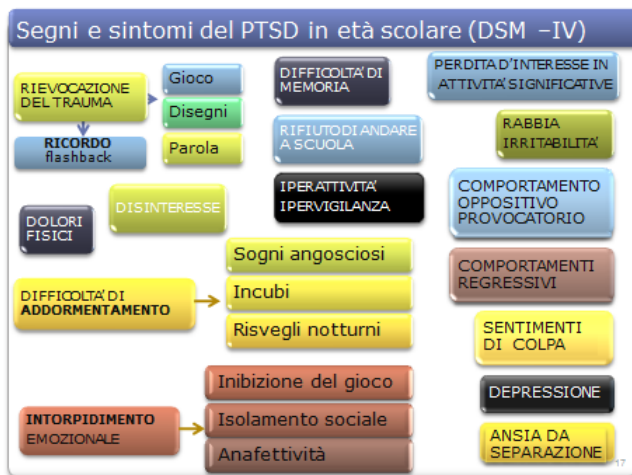 Segni e sintomi del PTSD in età scolare (DSM –IV)
RIEVOCAZIONE
DEL TRAUMA
Gioco
Disegni
Parola
RICORDO
flashback
DIFFICOLTA' DI
MEMORIA
PERDITA D'INTERESSE IN
ATTIVITA' SIGNIFICATIVE
RIFIUTO DI ANDARE
A SCUOLA
RABBIA
IRRITABILITA'
IPERATTIVITA'
IPERVIGILANZA
COMPORTAMENTO
OPPOSITIVO
PROVOCATORIO
DOLORI
FISICI
DISINTERESSE
DIFFICOLTA' DI
ADDORMENTAMENTO
Sogni angosciosi
Incubi
Risvegli notturni
COMPORTAMENTI
REGRESSIVI
SENTIMENTI
DI COLPA
INTORPIDIMENTO
EMOZIONALE
Inibizione del gioco
Isolamento sociale
Anafettività
DEPRESSIONE
ANSIA DA
SEPARAZIONE
17